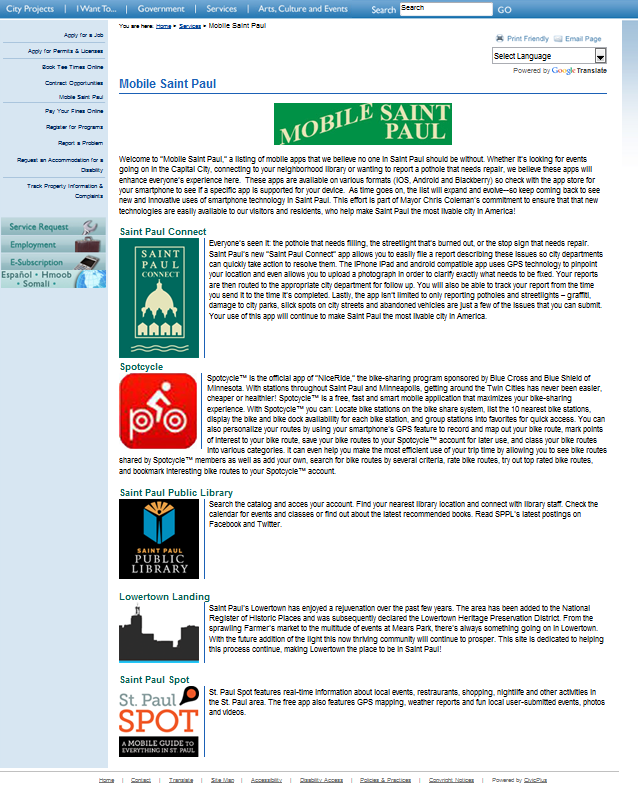 City Projects | I Want To... | Government | Services | Arts, Culture and Events Search Search GO
You are here: Home > Services > Mobile Saint Paul
Print Friendly Email Page
Select Language
Powered by Google Translate
Apply for a Job
Apply for Permits & Licenses
Book Tee Times Online
Contract Opportunities
Mobile Saint Paul
Pay Your Fines Online
Register for Programs
Report a Problem
Request an Accommodation for a
Disability
Track Property Information &
Complaints
Service Request
Employment
E-Subscription
Español • Hmoob
• Somali •
Mobile Saint Paul
MOBILE SAINT
PAUL
Welcome to "Mobile Saint Paul," a listing of mobile apps that we believe no one in Saint Paul should be without. Whether it's looking for events
going on in the Capital City, connecting to your neighborhood library or wanting to report a pothole that needs repair, we believe these apps will
enhance everyone's experience here. These apps are available on various formats (iOS, Android and Blackberry) so check with the app store for
your smartphone to see if a specific app is supported for your device. As time goes on, the list will expand and evolve—so keep coming back to see
new and innovative uses of smartphone technology in Saint Paul. This effort is part of Mayor Chris Coleman's commitment to ensure that that new
technologies are easily available to our visitors and residents, who help make Saint Paul the most livable city in America!
Saint Paul Connect
SAINT
PAUL
CONNECT
Everyone's seen it: the pothole that needs filling, the streetlight that's burned out, or the stop sign that needs repair.
Saint Paul's new "Saint Paul Connect" app allows you to easily file a report describing these issues so city departments
can quickly take action to resolve them. The iPhone iPad and android compatible app uses GPS technology to pinpoint
your location and even allows you to upload a photograph in order to clarify exactly what needs to be fixed. Your reports
are then routed to the appropriate city department for follow up. You will also be able to track your report from the time
you send it to the time it's completed. Lastly, the app isn't limited to only reporting potholes and streetlights – graffiti,
damage to city parks, slick spots on city streets and abandoned vehicles are just a few of the issues that you can submit.
Your use of this app will continue to make Saint Paul the most livable city in America.
Spotcycle
Spotcycle™ is the official app of "NiceRide," the bike-sharing program sponsored by Blue Cross and Blue Shield of
Minnesota. With stations throughout Saint Paul and Minneapolis, getting around the Twin Cities has never been easier,
cheaper or healthier! Spotcycle™ is a free, fast and smart mobile application that maximizes your bike-sharing
experience. With Spotcycle™ you can: Locate bike stations on the bike share system, list the 10 nearest bike stations,
display the bike and bike dock availability for each bike station, and group stations into favorites for quick access. You can
also personalize your routes by using your smartphone's GPS feature to record and map out your bike route, mark points
of interest to your bike route, save your bike routes to your Spotcycle™ account for later use, and class your bike routes
into various categories. It can even help you make the most efficient use of your trip time by allowing you to see bike routes
shared by Spotcycle™ members as well as add your own, search for bike routes by several criteria, rate bike routes, try out top rated bike routes,
and bookmark interesting bike routes to your Spotcycle™ account.
Saint Paul Public Library
SAINT PAUL
PUBLIC
LIBRARY
Search the catalog and acces your account. Find your nearest library location and connect with library staff. Check the
calendar for events and classes or find out about the latest recommended books. Read SPPL's latest postings on
Facebook and Twitter.
Lowertown Landing
Saint Paul's Lowertown has enjoyed a rejuvenation over the past few years. The area has been added to the National
Register of Historic Places and was subsequently declared the Lowertown Heritage Preservation District. From the
sprawling Farmer's market to the multitude of events at Mears Park, there's always something going on in Lowertown.
With the future addition of the light this now thriving community will continue to prosper. This site is dedicated to helping
this process continue, making Lowertown the place to be in Saint Paul!
Saint Paul Spot
St. Paul
SPOT
A MOBILE GUIDE TO
EVERYTHING IN ST. PAUL
St. Paul Spot features real-time information about local events, restraurants, shopping, nightlife and other activities in
the St. Paul area. The free app also features GPS mapping, weather reports and fun local user-submitted events, photos
and videos.
Home | Contact | Translate | Site Map | Accessibility | Disability Access | Policies & Practices | Copyright Notices | Powered by CivicPlus